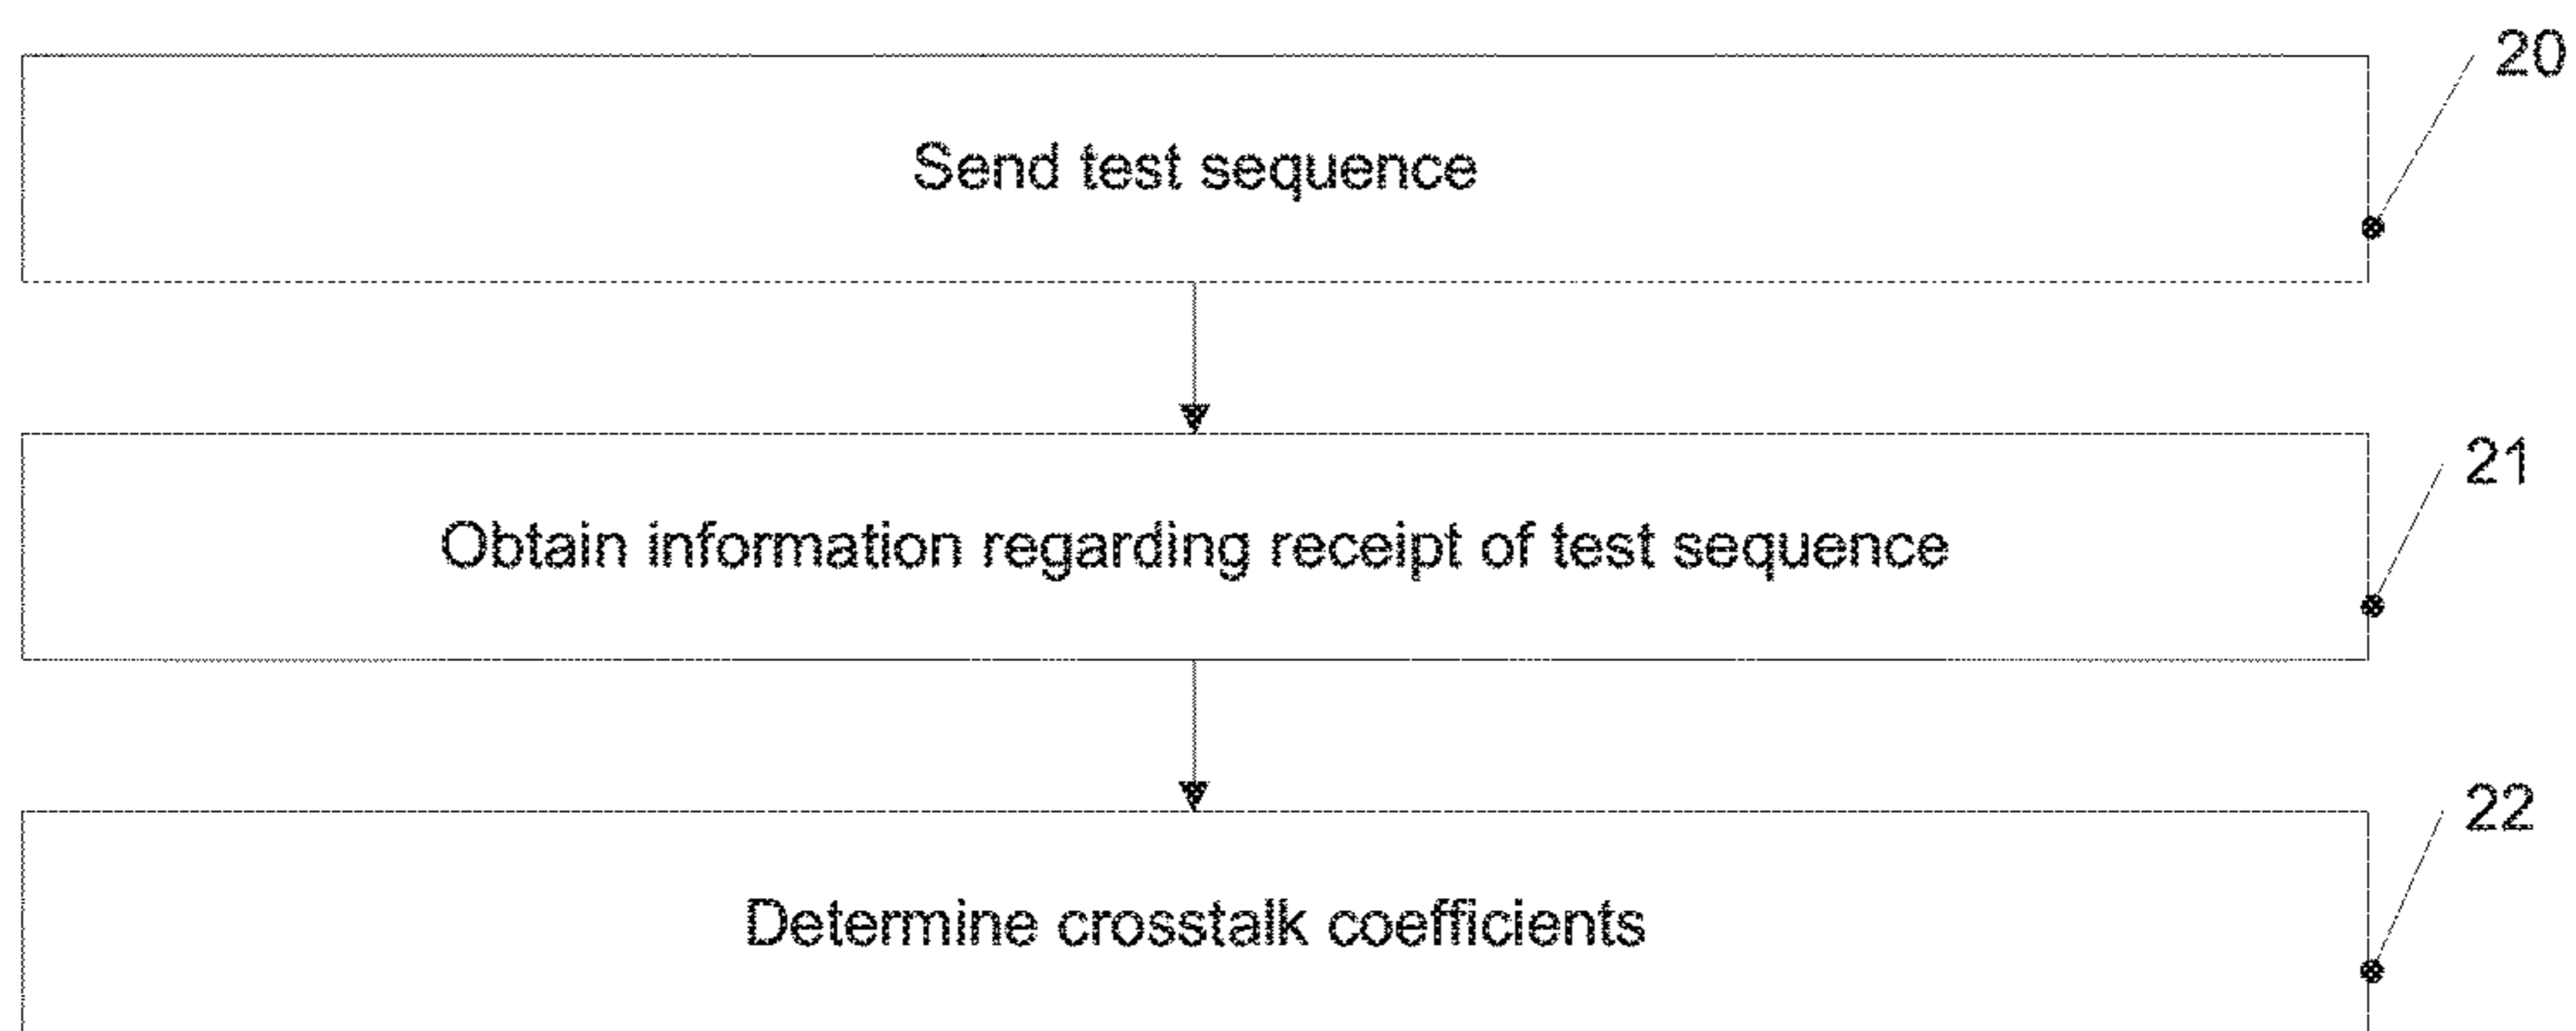 20
Send test sequence
21
Obtain information regarding receipt of test sequence
22
Determine crosstalk coefficients